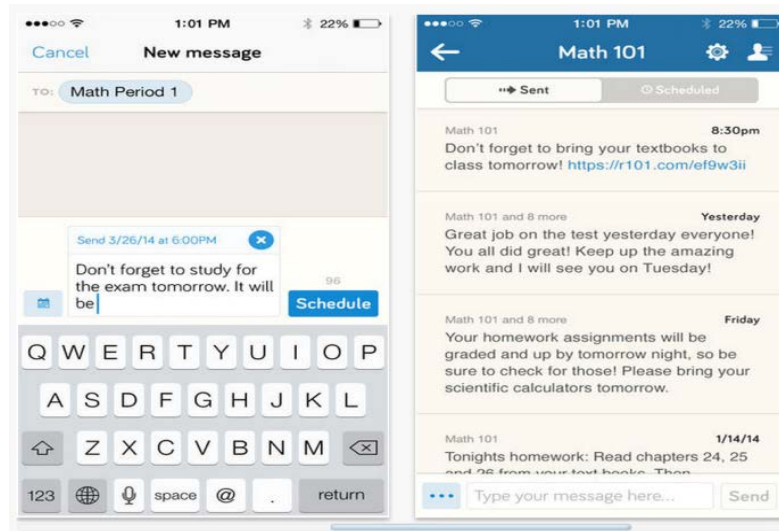 1:01 PM
22%
Cancel
New message
TO: Math Period 1
Send 3/26/14 at 6:00PM
Don't forget to study for
the exam tomorrow. It will
be
96
Schedule
Q W E R T Y U I O P
A S D F G H J K L
Z X C V B N M
123 space @ . return
1:01 PM
22%
Math 101
Sent
Scheduled
Math 101 8:30pm
Don't forget to bring your textbooks to
class tomorrow! https://r101.com/ef9w3ii
Math 101 and 8 more Yesterday
Great job on the test yesterday everyone!
You all did great! Keep up the amazing
work and I will see you on Tuesday!
Math 101 and 8 more Friday
Your homework assignments will be
graded and up by tomorrow night, so be
sure to check for those! Please bring your
scientific calculators tomorrow.
Math 101 1/14/14
Tonights homework: Read chapters 24, 25
and 26 from your text books. Then
Type your message here... Send